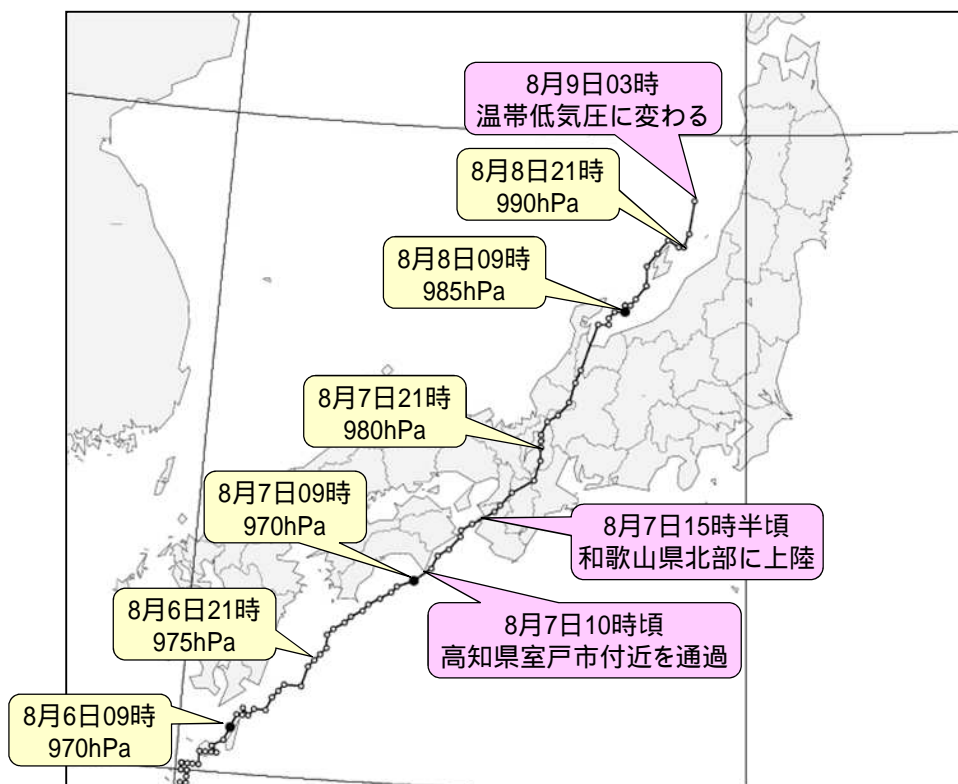 8月9日03時
温帯低気圧に変わる
8月8日21時
990hPa
8月8日09時
985hPa
8月7日21時
980hPa
8月7日09時
970hPa
8月7日15時半頃
和歌山県北部に上陸
8月6日21時
975hPa
8月7日10時頃
高知県室戸市付近を通過
8月6日09時
970hPa